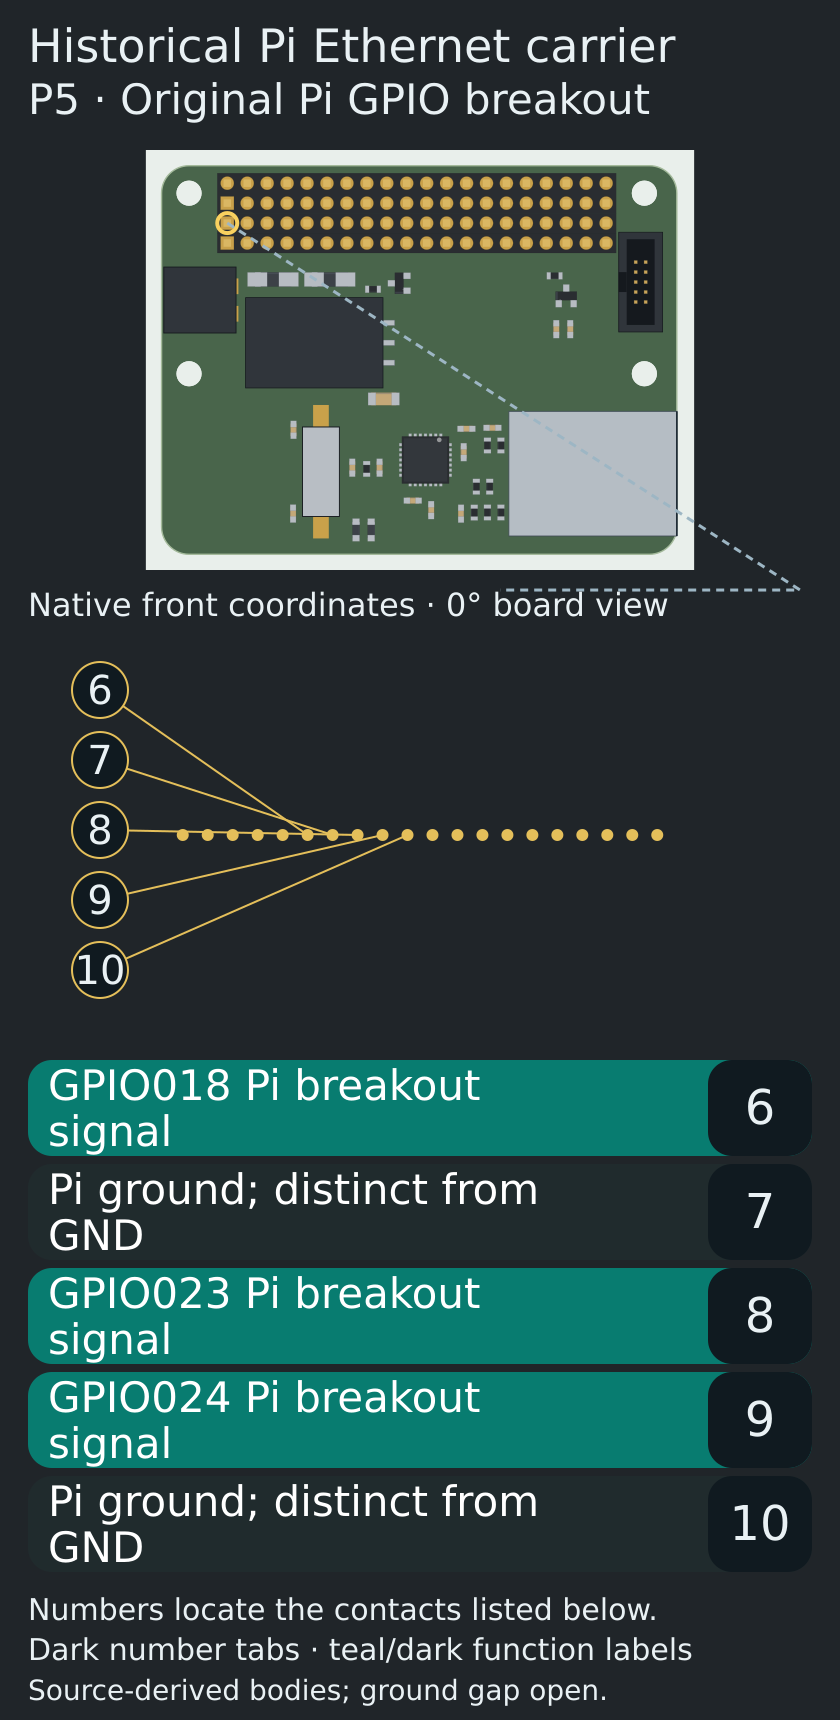 Historical Pi Ethernet carrier
P5 · Original Pi GPIO breakout
Native front coordinates · 0° board view
6
7
8
9
10
GPIO018 Pi breakout
signal
6
Pi ground; distinct from
GND
7
GPIO023 Pi breakout
signal
8
GPIO024 Pi breakout
signal
9
Pi ground; distinct from
GND
10
Numbers locate the contacts listed below.
Dark number tabs · teal/dark function labels
Source-derived bodies; ground gap open.